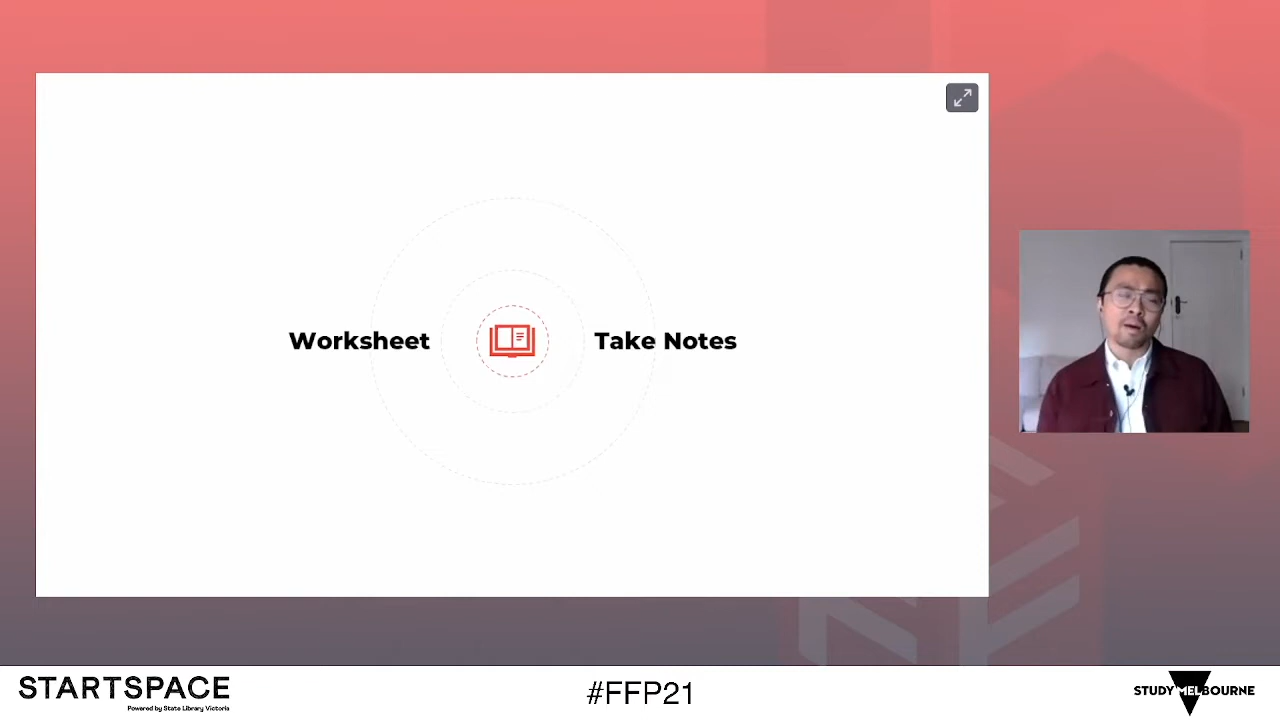 Worksheet
Take Notes
STARTSPACE
Powered by State Library Victoria
#FFP21
STUDY MELBOURNE